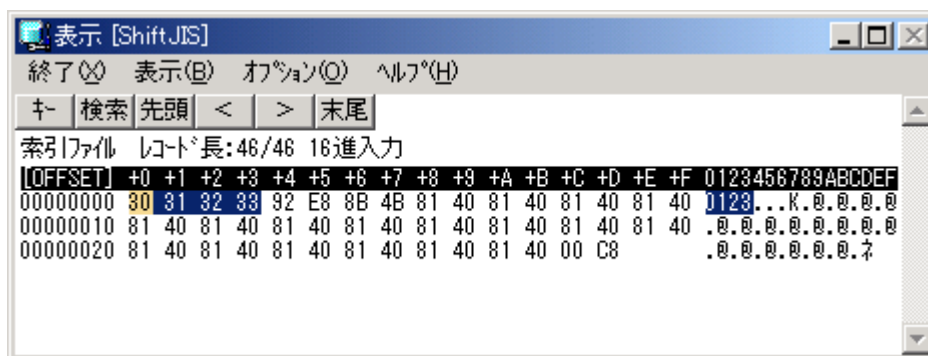 表示 [ShiftJIS]
終了(X) 表示(B) ｵﾌﾟｼｮﾝ(O) ﾍﾙﾌﾟ(H)
ｷｰ 検索 先頭 < > 末尾
索引ﾌｧｲﾙ ﾚｺｰﾄﾞ長:46/46 16進入力
[OFFSET] +0 +1 +2 +3 +4 +5 +6 +7 +8 +9 +A +B +C +D +E +F 0123456789ABCDEF
00000000 30 31 32 33 92 E8 8B 4B 81 40 81 40 81 40 81 40 0123...K.@.@.@.@
00000010 81 40 81 40 81 40 81 40 81 40 81 40 81 40 81 40 .@.@.@.@.@.@.@.@
00000020 81 40 81 40 81 40 81 40 81 40 81 40 00 C8 .@.@.@.@.@.@.ﾈ